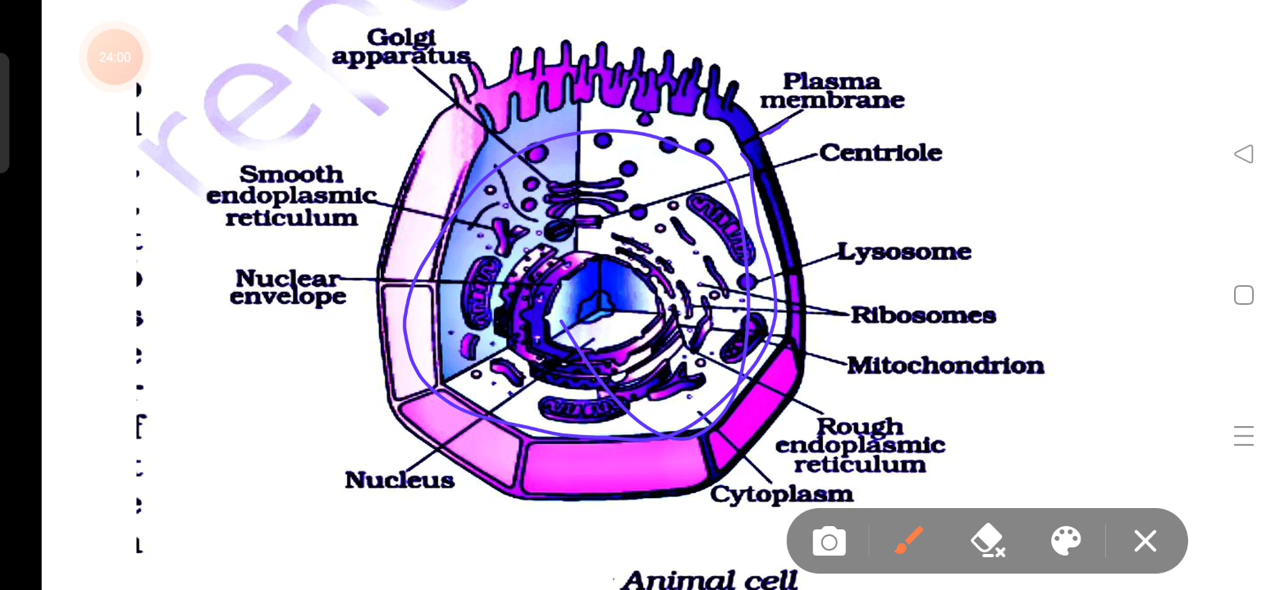 24:00
ren
Golgi
apparatus
Plasma
membrane
Centriole
Smooth
endoplasmic
reticulum
Lysosome
Nuclear
envelope
Ribosomes
Mitochondrion
Rough
endoplasmic
reticulum
Nucleus
Cytoplasm
Animal cell